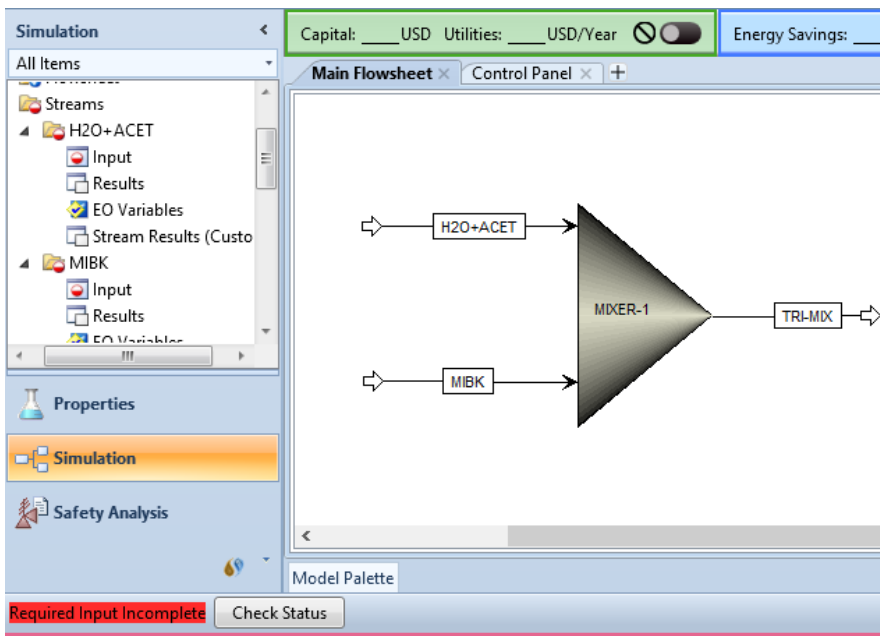 Simulation
All Items
Streams
H2O+ACET
Input
Results
EO Variables
Stream Results (Custo
MIBK
Input
Results
EO Variables
Properties
Simulation
Safety Analysis
Capital: ____USD Utilities: ____USD/Year
Energy Savings: ___
Main Flowsheet
Control Panel
H2O+ACET
MIXER-1
TRI-MIX
MIBK
Model Palette
Required Input Incomplete
Check Status